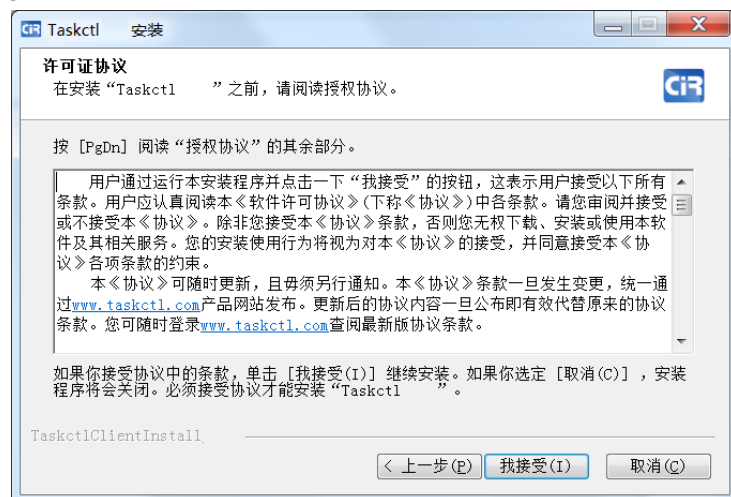 CiR Taskctl 安装
许可证协议
在安装“Taskctl ”之前，请阅读授权协议。
CiR
按 [PgDn] 阅读“授权协议”的其余部分。
用户通过运行本安装程序并点击一下“我接受”的按钮，这表示用户接受以下所有
条款。用户应认真阅读本《软件许可协议》(下称《协议》)中各条款。请您审阅并接受
或不接受本《协议》。除非您接受本《协议》条款，否则您无权下载、安装或使用本软
件及其相关服务。您的安装使用行为将视为对本《协议》的接受，并同意接受本《协
议》各项条款的约束。
本《协议》可随时更新，且毋须另行通知。本《协议》条款一旦发生变更，统一通
过www.taskctl.com产品网站发布。更新后的协议内容一旦公布即有效代替原来的协议
条款。您可随时登录www.taskctl.com查阅最新版协议条款。
如果你接受协议中的条款，单击 [我接受(I)] 继续安装。如果你选定 [取消(C)] ，安装
程序将会关闭。必须接受协议才能安装“Taskctl ”。
TaskctlClientInstall.
< 上一步(P) 我接受(I) 取消(C)